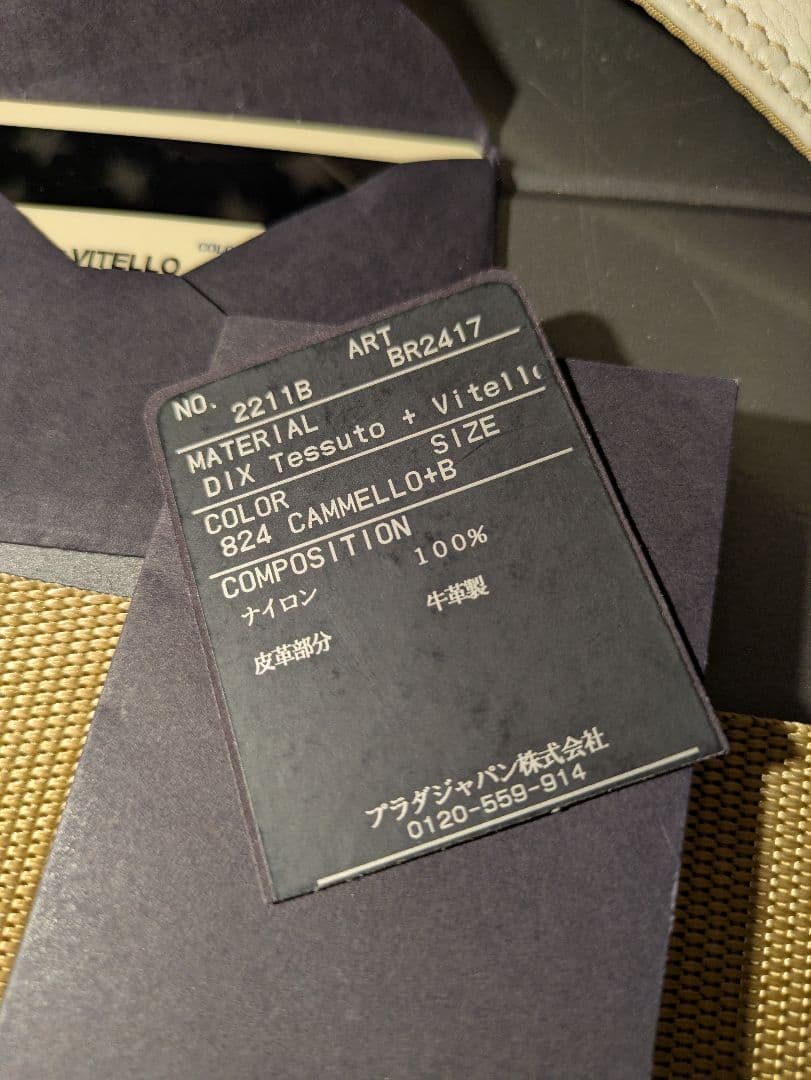 VITELLO
NO. 2211B ART BR2417
MATERIAL
DIX Tessuto + Vitello
COLOR SIZE
824 CAMMELLO+B
COMPOSITION
ナイロン 100%
皮革部分 牛革製
プラダジャパン株式会社
0120-559-914